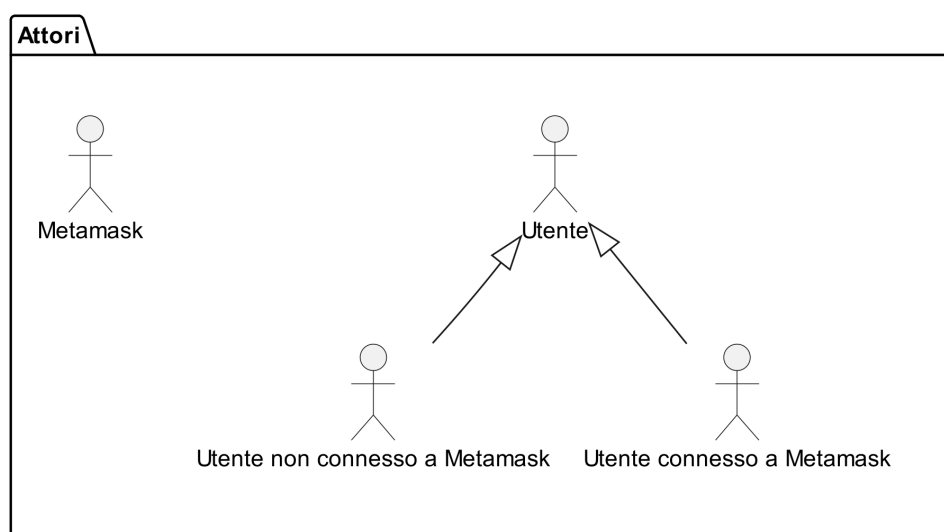 Attori
Metamask
Utente
Utente non connesso a Metamask
Utente connesso a Metamask